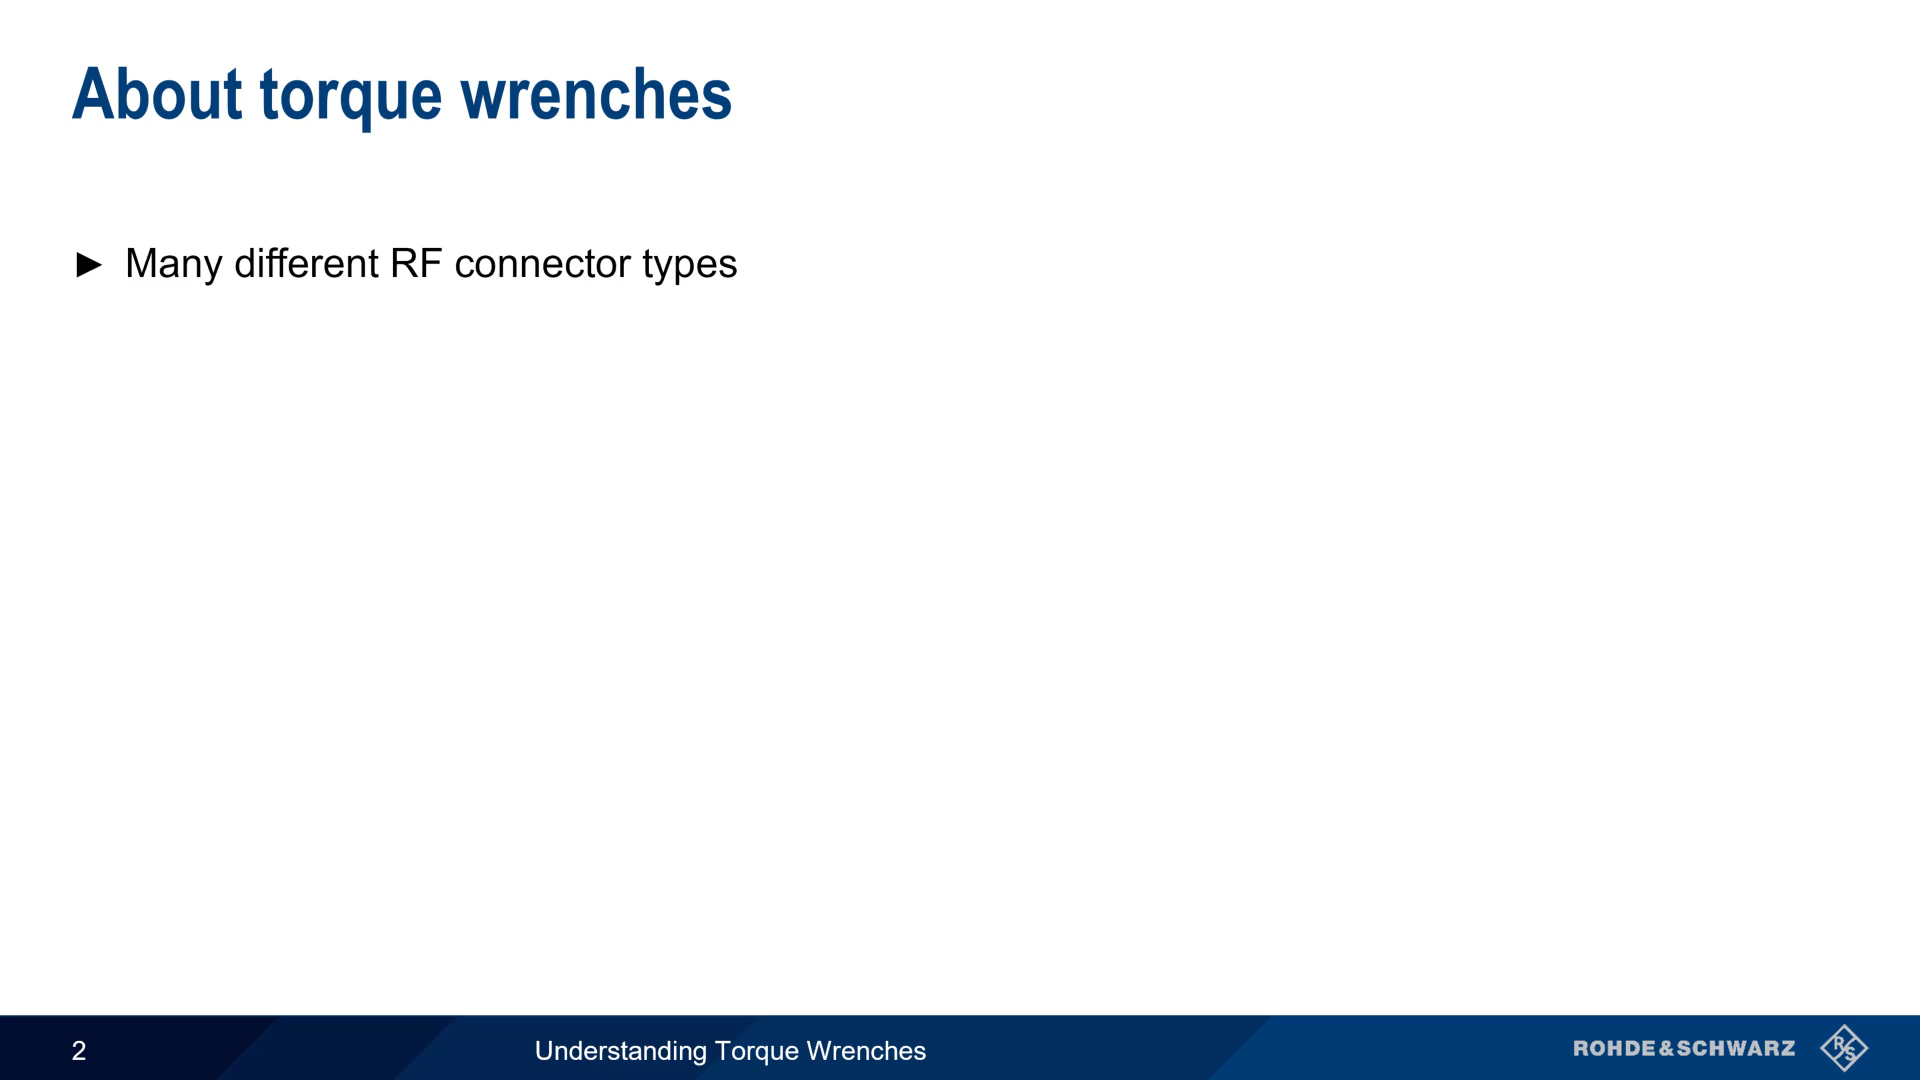 About torque wrenches
► Many different RF connector types
2
Understanding Torque Wrenches
ROHDE&SCHWARZ
R&S